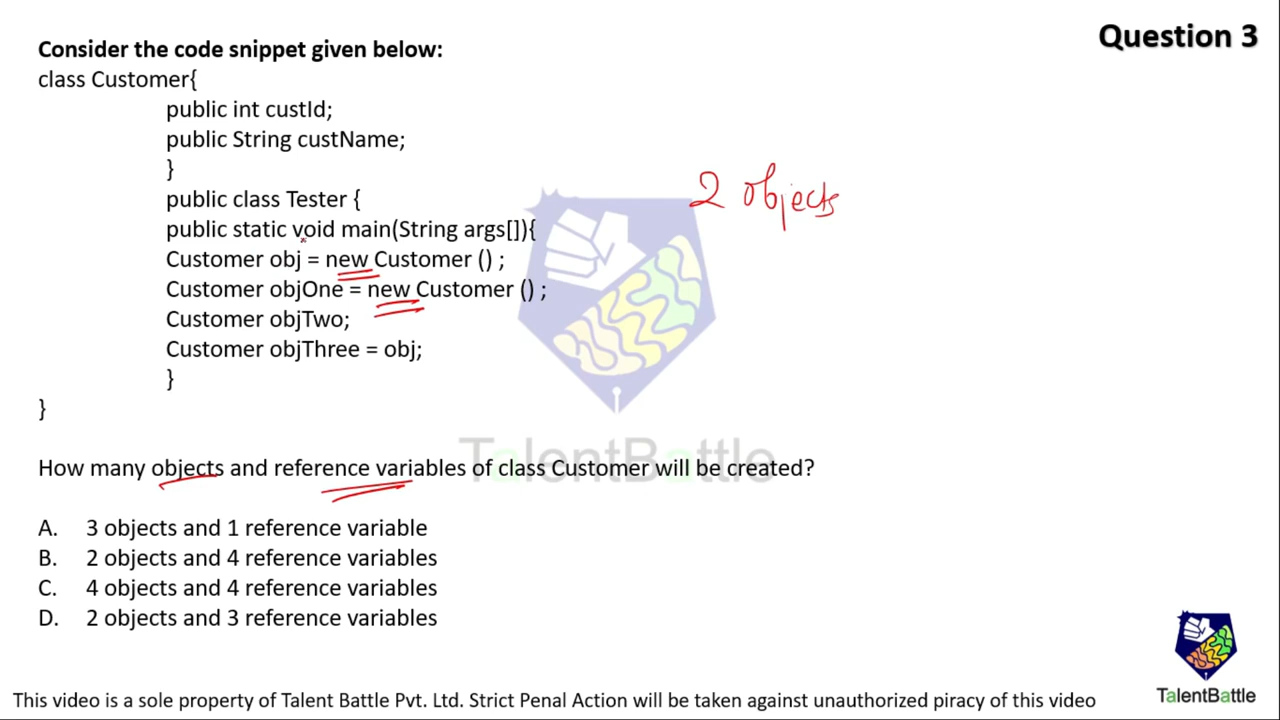 Question 3
Consider the code snippet given below:
class Customer{
public int custId;
public String custName;
}
public class Tester {
public static void main(String args[]){
Customer obj = new Customer () ;
Customer objOne = new Customer () ;
Customer objTwo;
Customer objThree = obj;
}
}
2 objects
How many objects and reference variables of class Customer will be created?
A. 3 objects and 1 reference variable
B. 2 objects and 4 reference variables
C. 4 objects and 4 reference variables
D. 2 objects and 3 reference variables
TalentBattle
TalentBattle
This video is a sole property of Talent Battle Pvt. Ltd. Strict Penal Action will be taken against unauthorized piracy of this video